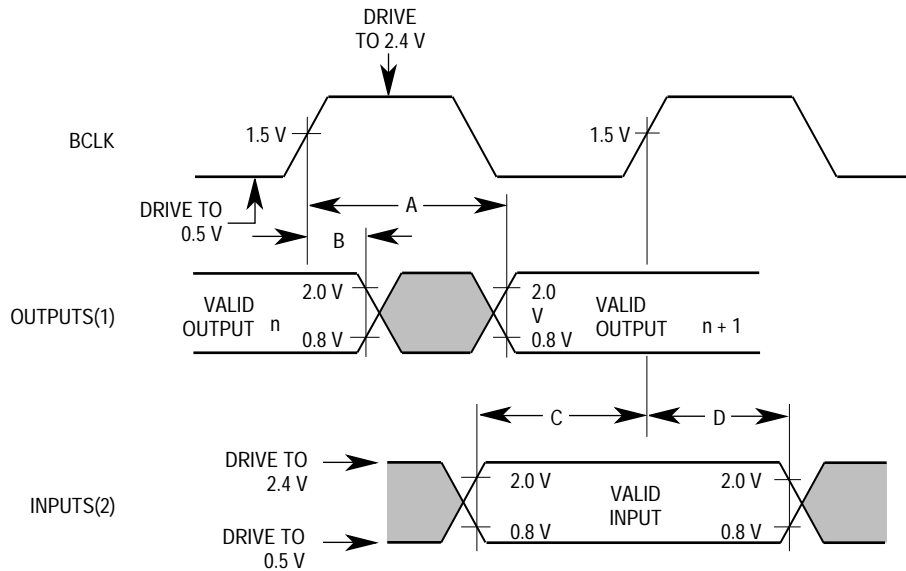 DRIVE
TO 2.4 V
BCLK
1.5 V
1.5 V
DRIVE TO
0.5 V
A
B
OUTPUTS(1)
VALID
OUTPUT n
2.0 V
0.8 V
2.0
V
0.8 V
VALID
OUTPUT n + 1
C
D
INPUTS(2)
DRIVE TO
2.4 V
DRIVE TO
0.5 V
2.0 V
0.8 V
VALID
INPUT
2.0 V
0.8 V